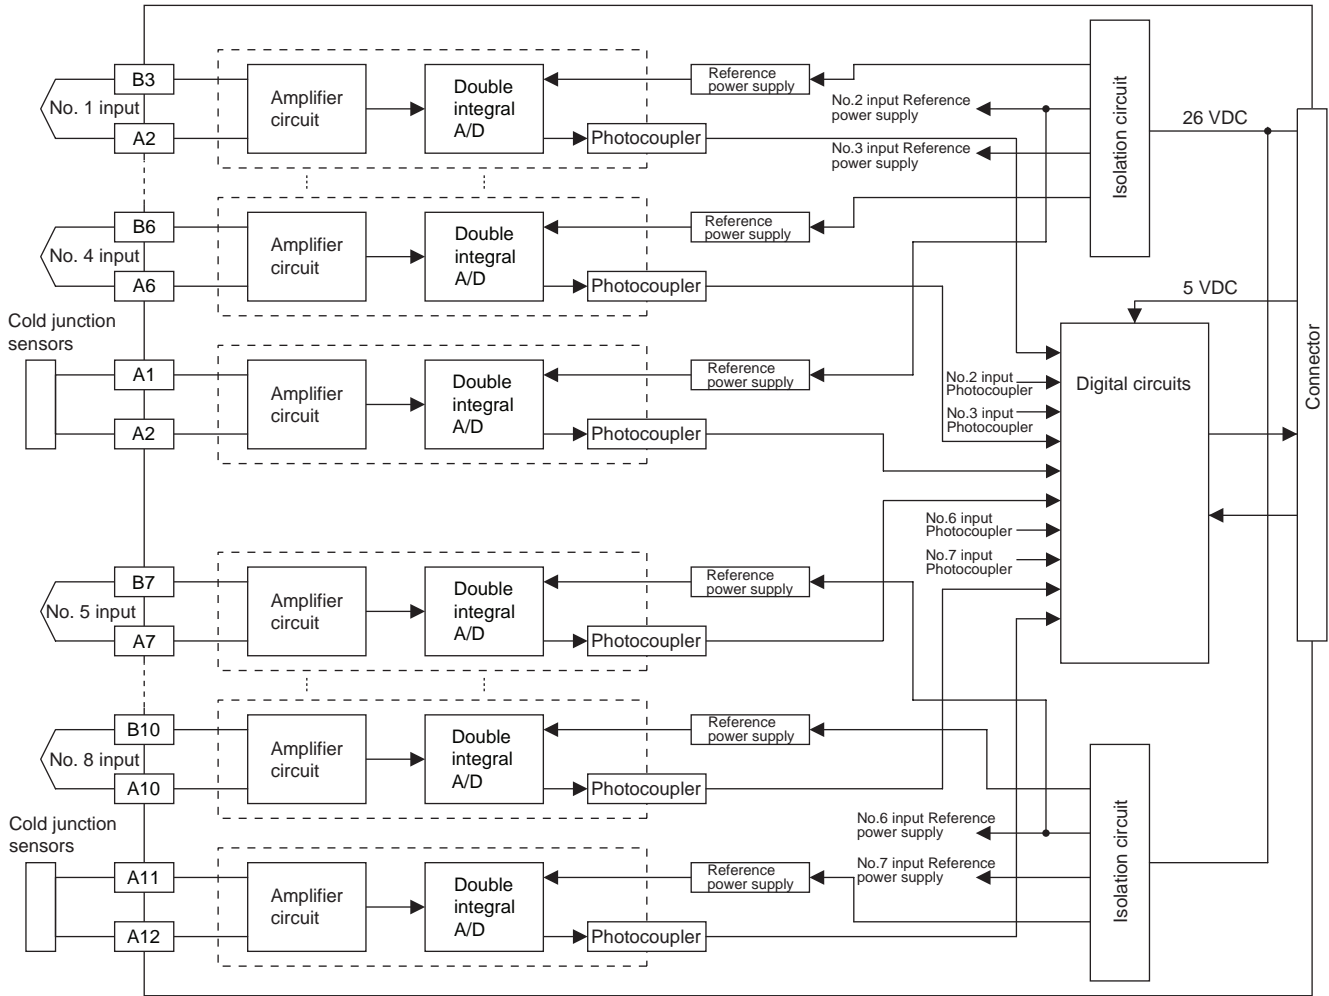 B3
No. 1 input
A2
Amplifier
circuit
Double
integral
A/D
Reference
power supply
Photocoupler
No.2 input Reference
power supply
No.3 input Reference
power supply
Isolation circuit
26 VDC
B6
No. 4 input
A6
Amplifier
circuit
Double
integral
A/D
Reference
power supply
Photocoupler
5 VDC
Connector
Cold junction
sensors
A1
A2
Amplifier
circuit
Double
integral
A/D
Reference
power supply
Photocoupler
No.2 input
Photocoupler
No.3 input
Photocoupler
Digital circuits
No.6 input
Photocoupler
No.7 input
Photocoupler
B7
No. 5 input
A7
Amplifier
circuit
Double
integral
A/D
Reference
power supply
Photocoupler
B10
No. 8 input
A10
Amplifier
circuit
Double
integral
A/D
Reference
power supply
Photocoupler
No.6 input Reference
power supply
No.7 input Reference
power supply
Isolation circuit
Cold junction
sensors
A11
A12
Amplifier
circuit
Double
integral
A/D
Reference
power supply
Photocoupler